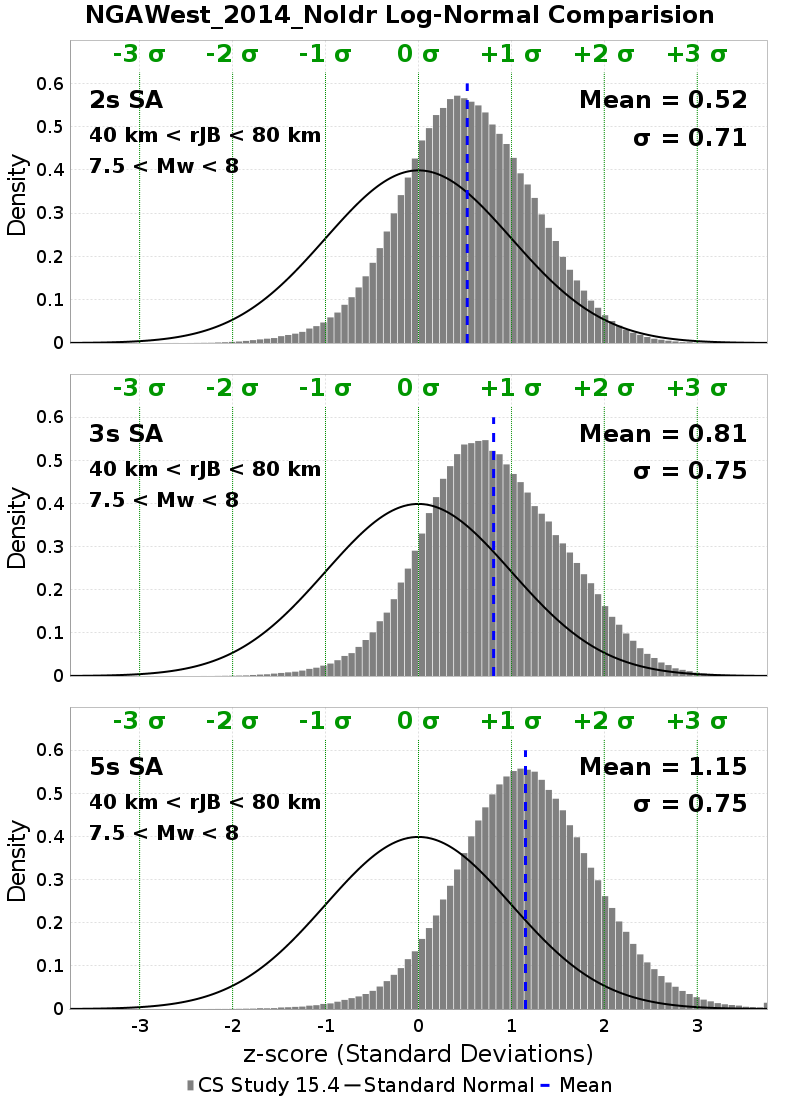 NGAWest_2014_NoIdr Log-Normal Comparision
-3 σ -2 σ -1 σ 0 σ +1 σ +2 σ +3 σ
2s SA
Mean = 0.52
40 km < rJB < 80 km
σ = 0.71
7.5 < Mw < 8
Density
0.6
0.5
0.4
0.3
0.2
0.1
0
-3 σ -2 σ -1 σ 0 σ +1 σ +2 σ +3 σ
3s SA
Mean = 0.81
40 km < rJB < 80 km
σ = 0.75
7.5 < Mw < 8
Density
0.6
0.5
0.4
0.3
0.2
0.1
0
-3 σ -2 σ -1 σ 0 σ +1 σ +2 σ +3 σ
5s SA
Mean = 1.15
40 km < rJB < 80 km
σ = 0.75
7.5 < Mw < 8
Density
0.6
0.5
0.4
0.3
0.2
0.1
0
-3 -2 -1 0 1 2 3
z-score (Standard Deviations)
CS Study 15.4 Standard Normal Mean